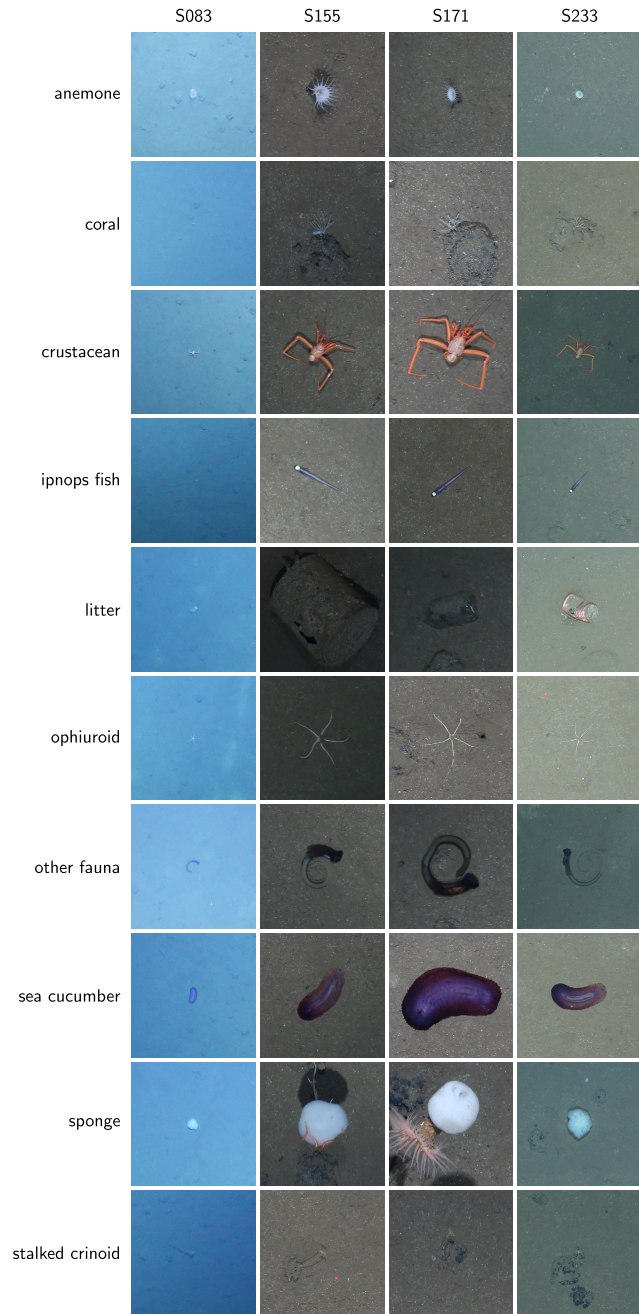 S083 S155 S171 S233
anemone
coral
crustacean
ipnops fish
litter
ophiuroid
other fauna
sea cucumber
sponge
stalked crinoid